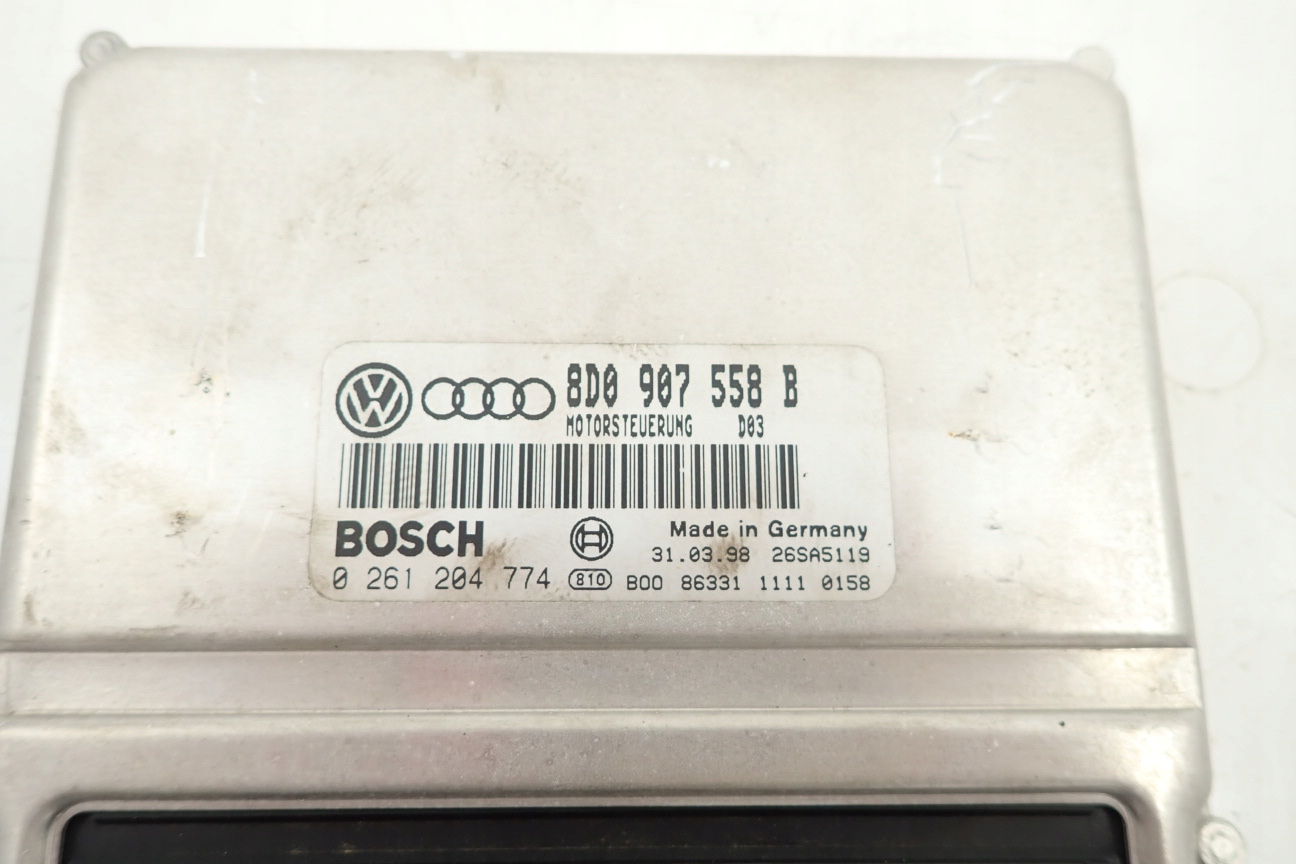 8D0 907 558 B
MOTORSTEUERUNG D03
BOSCH
Made in Germany
31.03.98 26SA5119
0 261 204 774 810 B00 86331 1111 0158